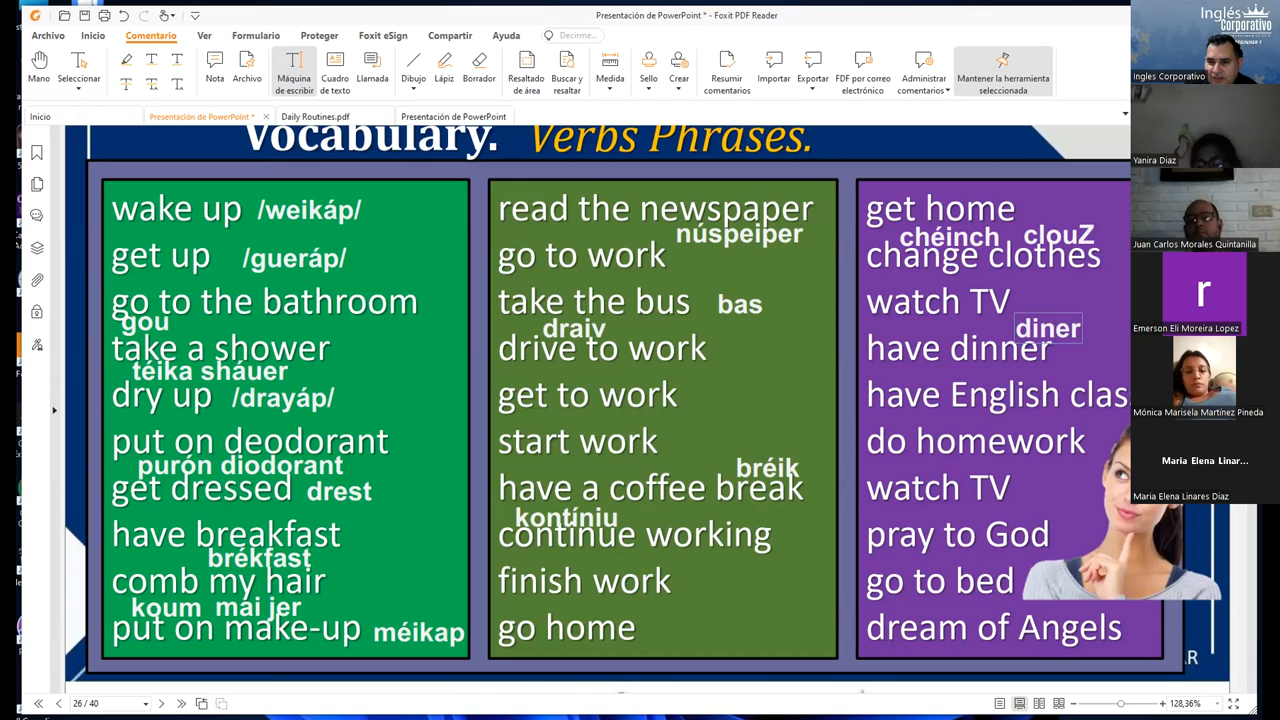 Presentación de PowerPoint * - Foxit PDF Reader
Archivo Inicio Comentario Ver Formulario Proteger Foxit eSign Compartir Ayuda Decirme...
Mano Seleccionar Nota Archivo Máquina de escribir Cuadro de texto Llamada Dibujo Lápiz Borrador Resaltado de área Buscar y resaltar Medida Sello Crear Resumir comentarios Importar Exportar FDF por correo electrónico Administrar comentarios Mantener la herramienta seleccionada
Inicio Presentación de PowerPoint * Daily Routines.pdf Presentación de PowerPoint
Vocabulary. Verbs Phrases.
wake up /weikáp/
get up /gueráp/
go to the bathroom
gou
take a shower
téika sháuer
dry up /drayáp/
put on deodorant
purón diodorant
get dressed drest
have breakfast
brékfast
comb my hair
koum mai jer
put on make-up méikap
read the newspaper
núspeiper
go to work
take the bus bas
draiv
drive to work
get to work
start work
bréik
have a coffee break
kontíniu
continue working
finish work
go home
get home
chéinch clouZ
change clothes
watch TV
diner
have dinner
have English clas
do homework
watch TV
pray to God
go to bed
dream of Angels
AR
Inglés Corporativo
BEGINNER 1
Ingles Corporativo
Yanira Diaz
Juan Carlos Morales Quintanilla
r
Emerson Eli Moreira Lopez
Mónica Marisela Martínez Pineda
Maria Elena Linar...
Maria Elena Linares Diaz
26 / 40
128,36%